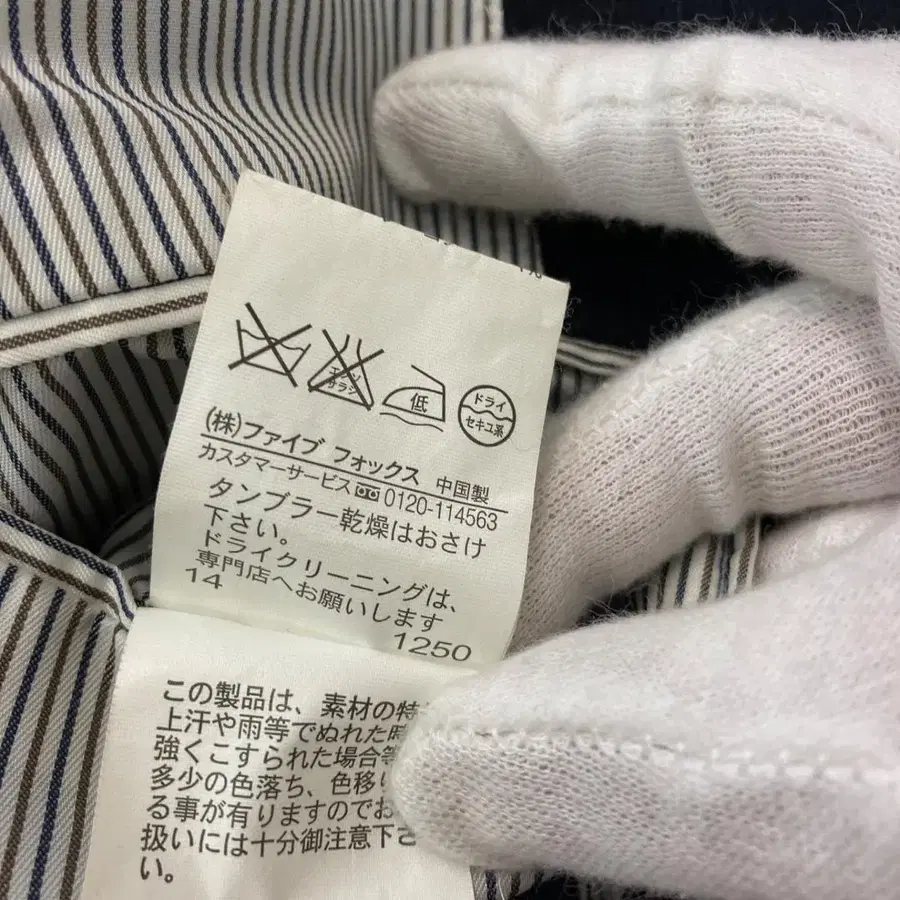 エンソ
サラシ
低
ドライ
セキユ系
(株)ファイブ フォックス 中国製
カスタマーサービス 0120-114563
タンブラー乾燥はおさけ
下さい。
ドライクリーニングは、
専門店へお願いします
14 1250
この製品は、素材の特
上汗や雨等でぬれた時
強くこすられた場合等
多少の色落ち、色移り
る事が有りますのでお
扱いには十分御注意下さ
い。